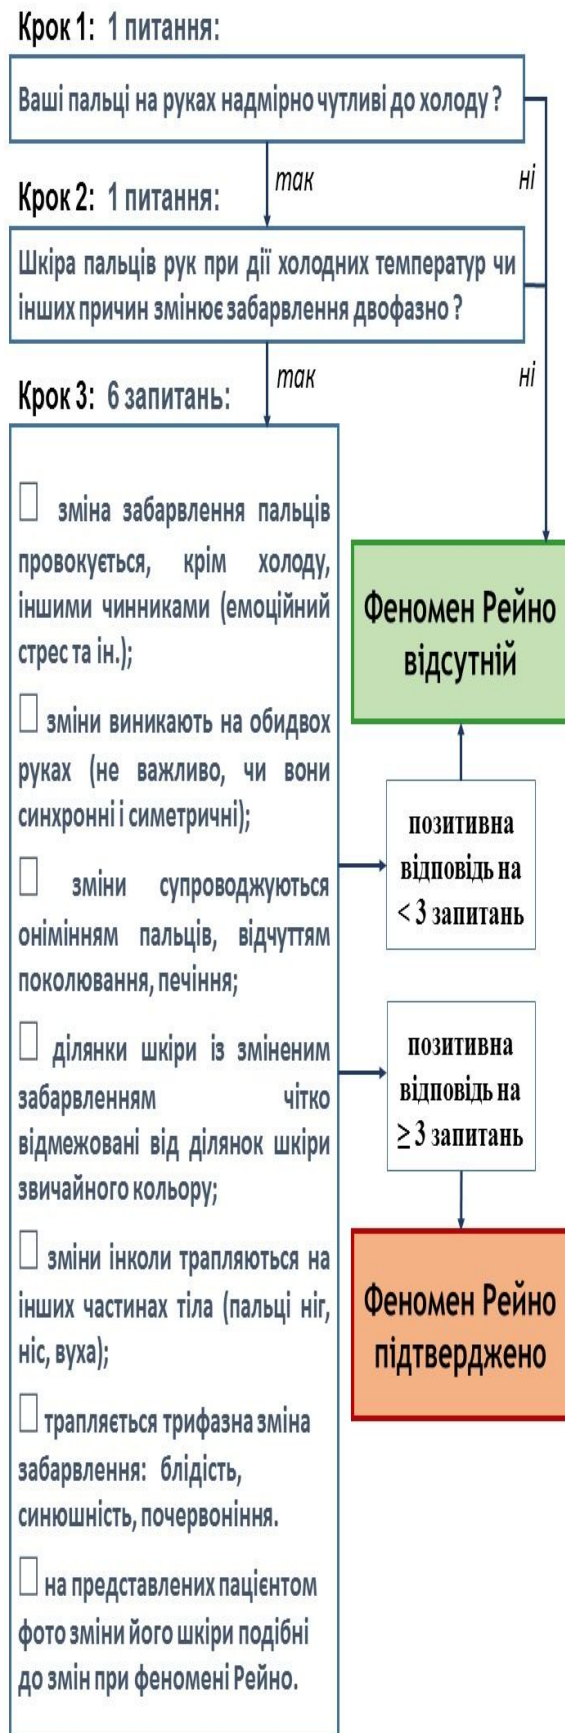 Крок 1: 1 питання:
Ваші пальці на руках надмірно чутливі до холоду ?
так
ні
Крок 2: 1 питання:
Шкіра пальців рук при дії холодних температур чи
інших причин змінює забарвлення двофазно ?
так
ні
Крок 3: 6 запитань:
☐ зміна забарвлення пальців
провокується, крім холоду,
іншими чинниками (емоційний
стрес та ін.);
☐ зміни виникають на обидвох
руках (не важливо, чи вони
синхронні і симетричні);
☐ зміни супроводжуються
онімінням пальців, відчуттям
поколювання, печіння;
☐ ділянки шкіри із зміненим
забарвленням чітко
відмежовані від ділянок шкіри
звичайного кольору;
☐ зміни інколи трапляються на
інших частинах тіла (пальці ніг,
ніс, вуха);
☐ трапляється трифазна зміна
забарвлення: блідість,
синюшність, почервоніння.
☐ на представлених пацієнтом
фото зміни його шкіри подібні
до змін при феномені Рейно.
Феномен Рейно
відсутній
позитивна
відповідь на
< 3 запитань
позитивна
відповідь на
≥ 3 запитань
Феномен Рейно
підтверджено